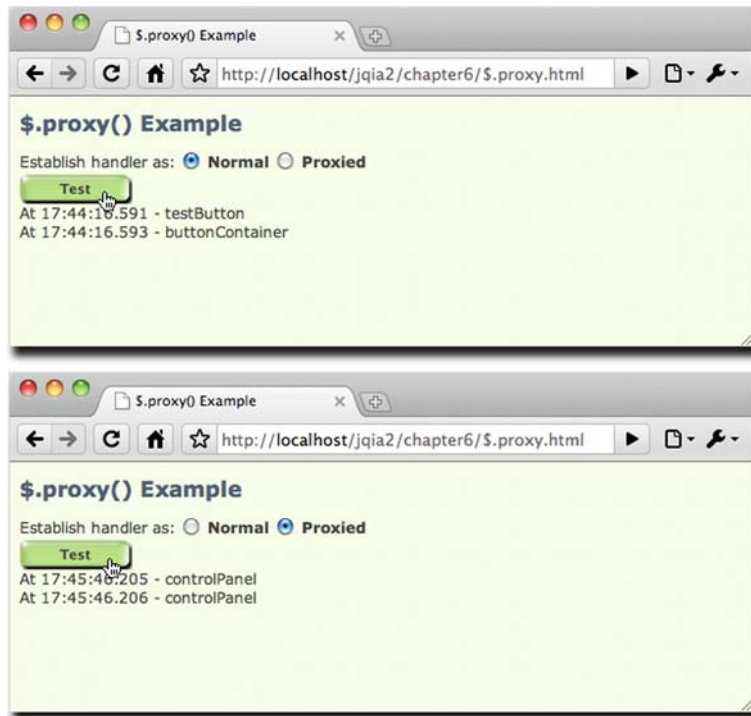 $.proxy() Example
http://localhost/jqia2/chapter6/$.proxy.html
$.proxy() Example
Establish handler as: Normal Proxied
Test
At 17:44:16.591 - testButton
At 17:44:16.593 - buttonContainer
$.proxy() Example
http://localhost/jqia2/chapter6/$.proxy.html
$.proxy() Example
Establish handler as: Normal Proxied
Test
At 17:45:46.205 - controlPanel
At 17:45:46.206 - controlPanel